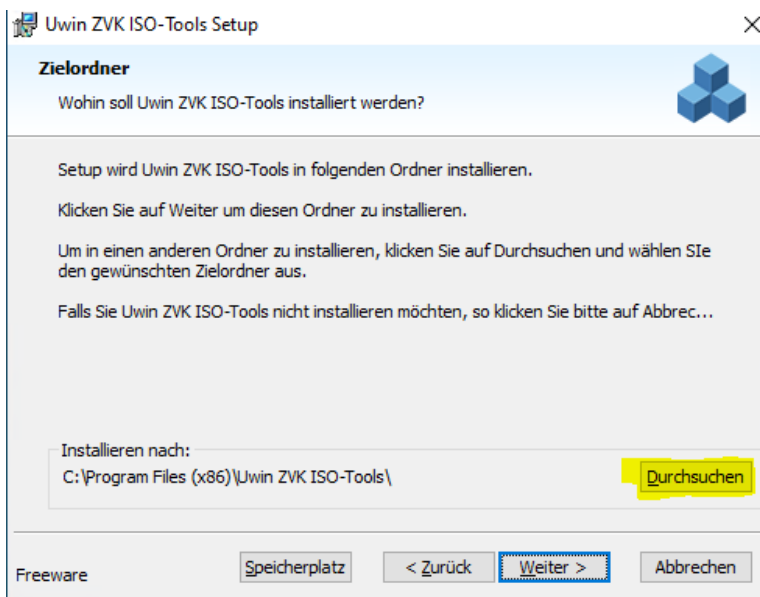 Uwin ZVK ISO-Tools Setup
Zielordner
Wohin soll Uwin ZVK ISO-Tools installiert werden?
Setup wird Uwin ZVK ISO-Tools in folgenden Ordner installieren.
Klicken Sie auf Weiter um diesen Ordner zu installieren.
Um in einen anderen Ordner zu installieren, klicken Sie auf Durchsuchen und wählen SIe
den gewünschten Zielordner aus.
Falls Sie Uwin ZVK ISO-Tools nicht installieren möchten, so klicken Sie bitte auf Abbrec...
Installieren nach:
C:\Program Files (x86)\Uwin ZVK ISO-Tools\
Durchsuchen
Freeware
Speicherplatz
< Zurück
Weiter >
Abbrechen